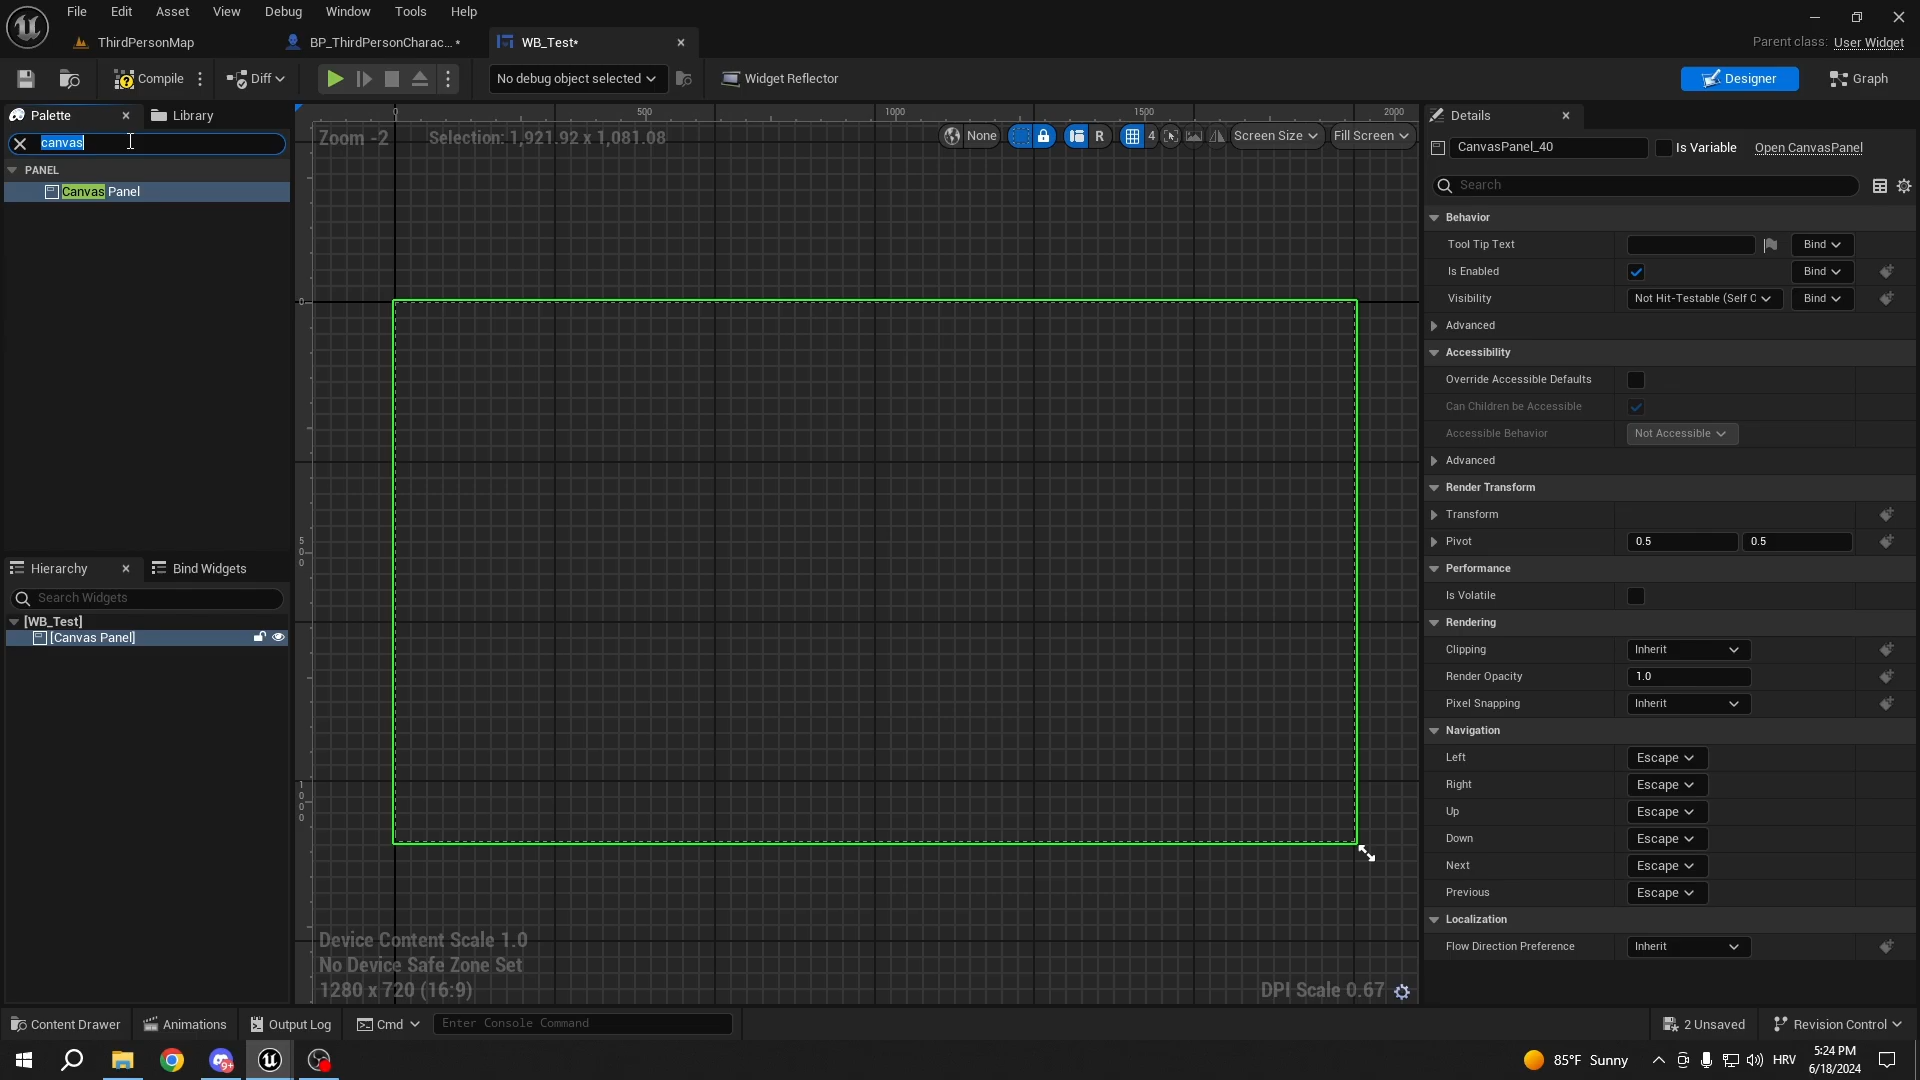 File Edit Asset View Debug Window Tools Help
ThirdPersonMap
BP_ThirdPersonCharac...*
WB_Test*
Parent class: User Widget
Compile
Diff
No debug object selected
Widget Reflector
Designer
Graph
Palette
Library
canvas
PANEL
Canvas Panel
Hierarchy
Bind Widgets
Search Widgets
[WB_Test]
[Canvas Panel]
0 500 1000 1500 2000
Zoom -2
Selection: 1,921.92 x 1,081.08
None
R
4
Screen Size
Fill Screen
0
500
1000
Device Content Scale 1.0
No Device Safe Zone Set
1280 x 720 (16:9)
DPI Scale 0.67
Details
CanvasPanel_40
Is Variable
Open CanvasPanel
Search
Behavior
Tool Tip Text
Bind
Is Enabled
Bind
Visibility
Not Hit-Testable (Self C
Bind
Advanced
Accessibility
Override Accessible Defaults
Can Children be Accessible
Accessible Behavior
Not Accessible
Advanced
Render Transform
Transform
Pivot
0.5
0.5
Performance
Is Volatile
Rendering
Clipping
Inherit
Render Opacity
1.0
Pixel Snapping
Inherit
Navigation
Left
Escape
Right
Escape
Up
Escape
Down
Escape
Next
Escape
Previous
Escape
Localization
Flow Direction Preference
Inherit
Content Drawer
Animations
Output Log
Cmd
Enter Console Command
2 Unsaved
Revision Control
9+
85°F Sunny
HRV
5:24 PM
6/18/2024